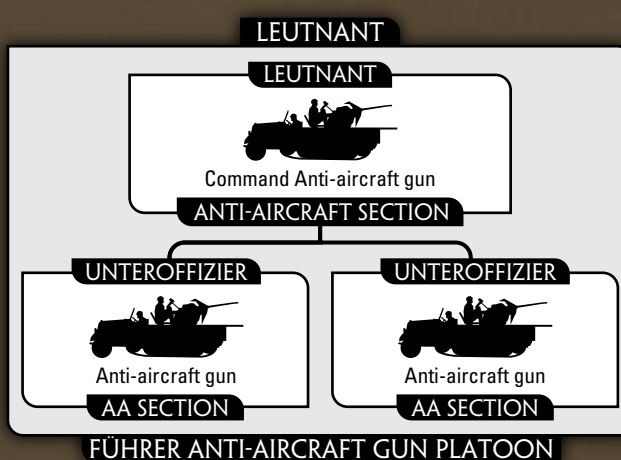 LEUTNANT
LEUTNANT
Command Anti-aircraft gun
ANTI-AIRCRAFT SECTION
UNTEROFFIZIER
Anti-aircraft gun
AA SECTION
UNTEROFFIZIER
Anti-aircraft gun
AA SECTION
FÜHRER ANTI-AIRCRAFT GUN PLATOON